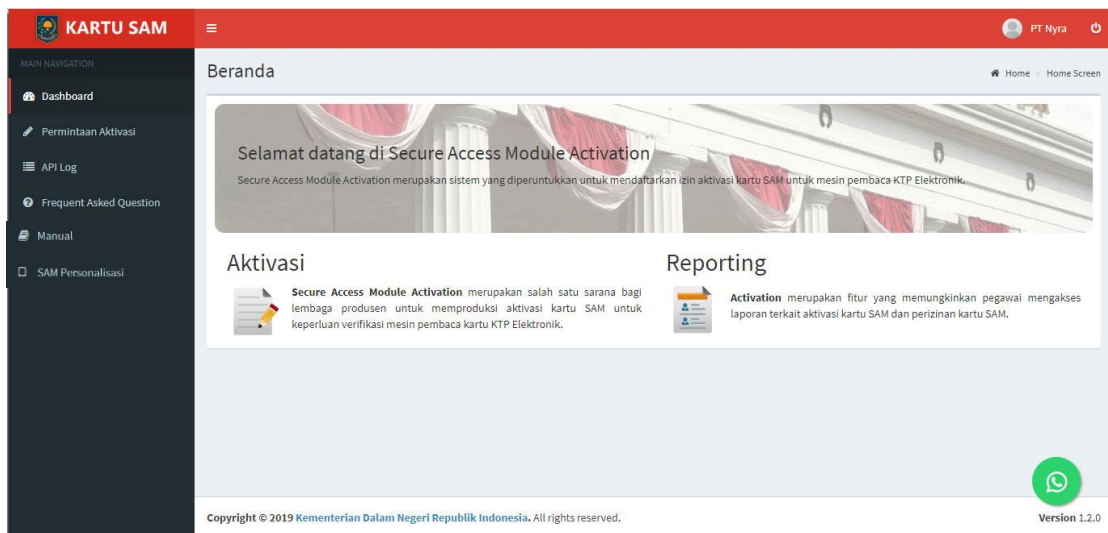 KARTU SAM
PT Nyra
MAIN NAVIGATION
Dashboard
Permintaan Aktivasi
API Log
Frequent Asked Question
Manual
SAM Personalisasi
Beranda
Home > Home Screen
Selamat datang di Secure Access Module Activation
Secure Access Module Activation merupakan sistem yang diperuntukkan untuk mendaftarkan izin aktivasi kartu SAM untuk mesin pembaca KTP Elektronik.
Aktivasi
Secure Access Module Activation merupakan salah satu sarana bagi
lembaga produsen untuk memproduksi aktivasi kartu SAM untuk
keperluan verifikasi mesin pembaca kartu KTP Elektronik.
Reporting
Activation merupakan fitur yang memungkinkan pegawai mengakses
laporan terkait aktivasi kartu SAM dan perizinan kartu SAM.
Copyright © 2019 Kementerian Dalam Negeri Republik Indonesia. All rights reserved.
Version 1.2.0